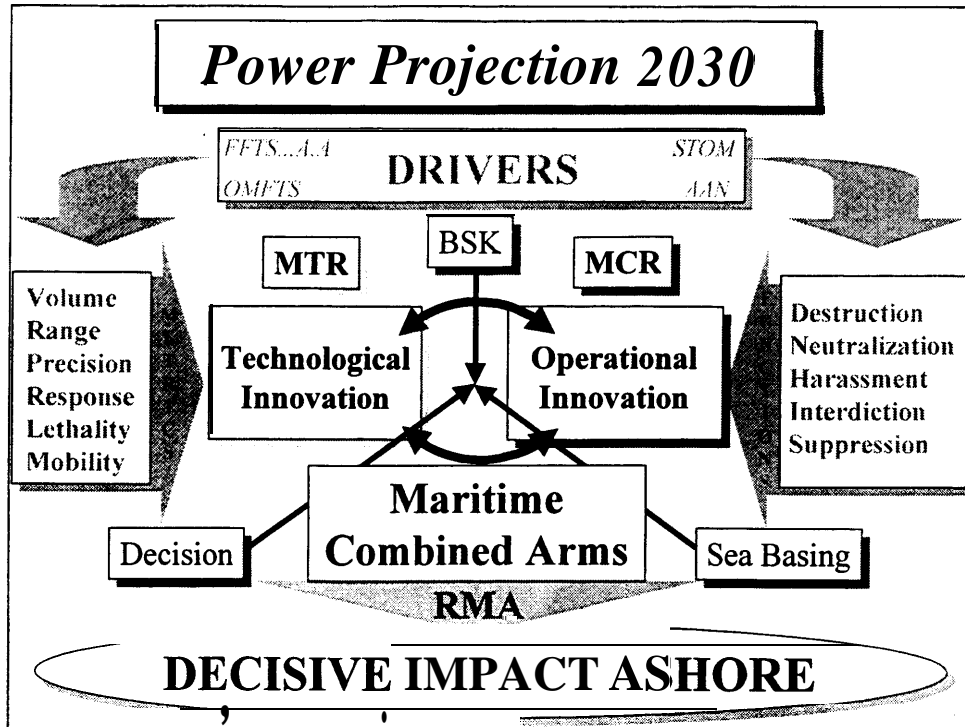 Power Projection 2030
FFTS...A.A
STOM
DRIVERS
OMFTS
AAN
BSK
MTR
MCR
Volume
Range
Precision
Response
Lethality
Mobility
Technological
Innovation
Operational
Innovation
Destruction
Neutralization
Harassment
Interdiction
Suppression
Maritime
Combined Arms
Decision
Sea Basing
RMA
DECISIVE IMPACT ASHORE